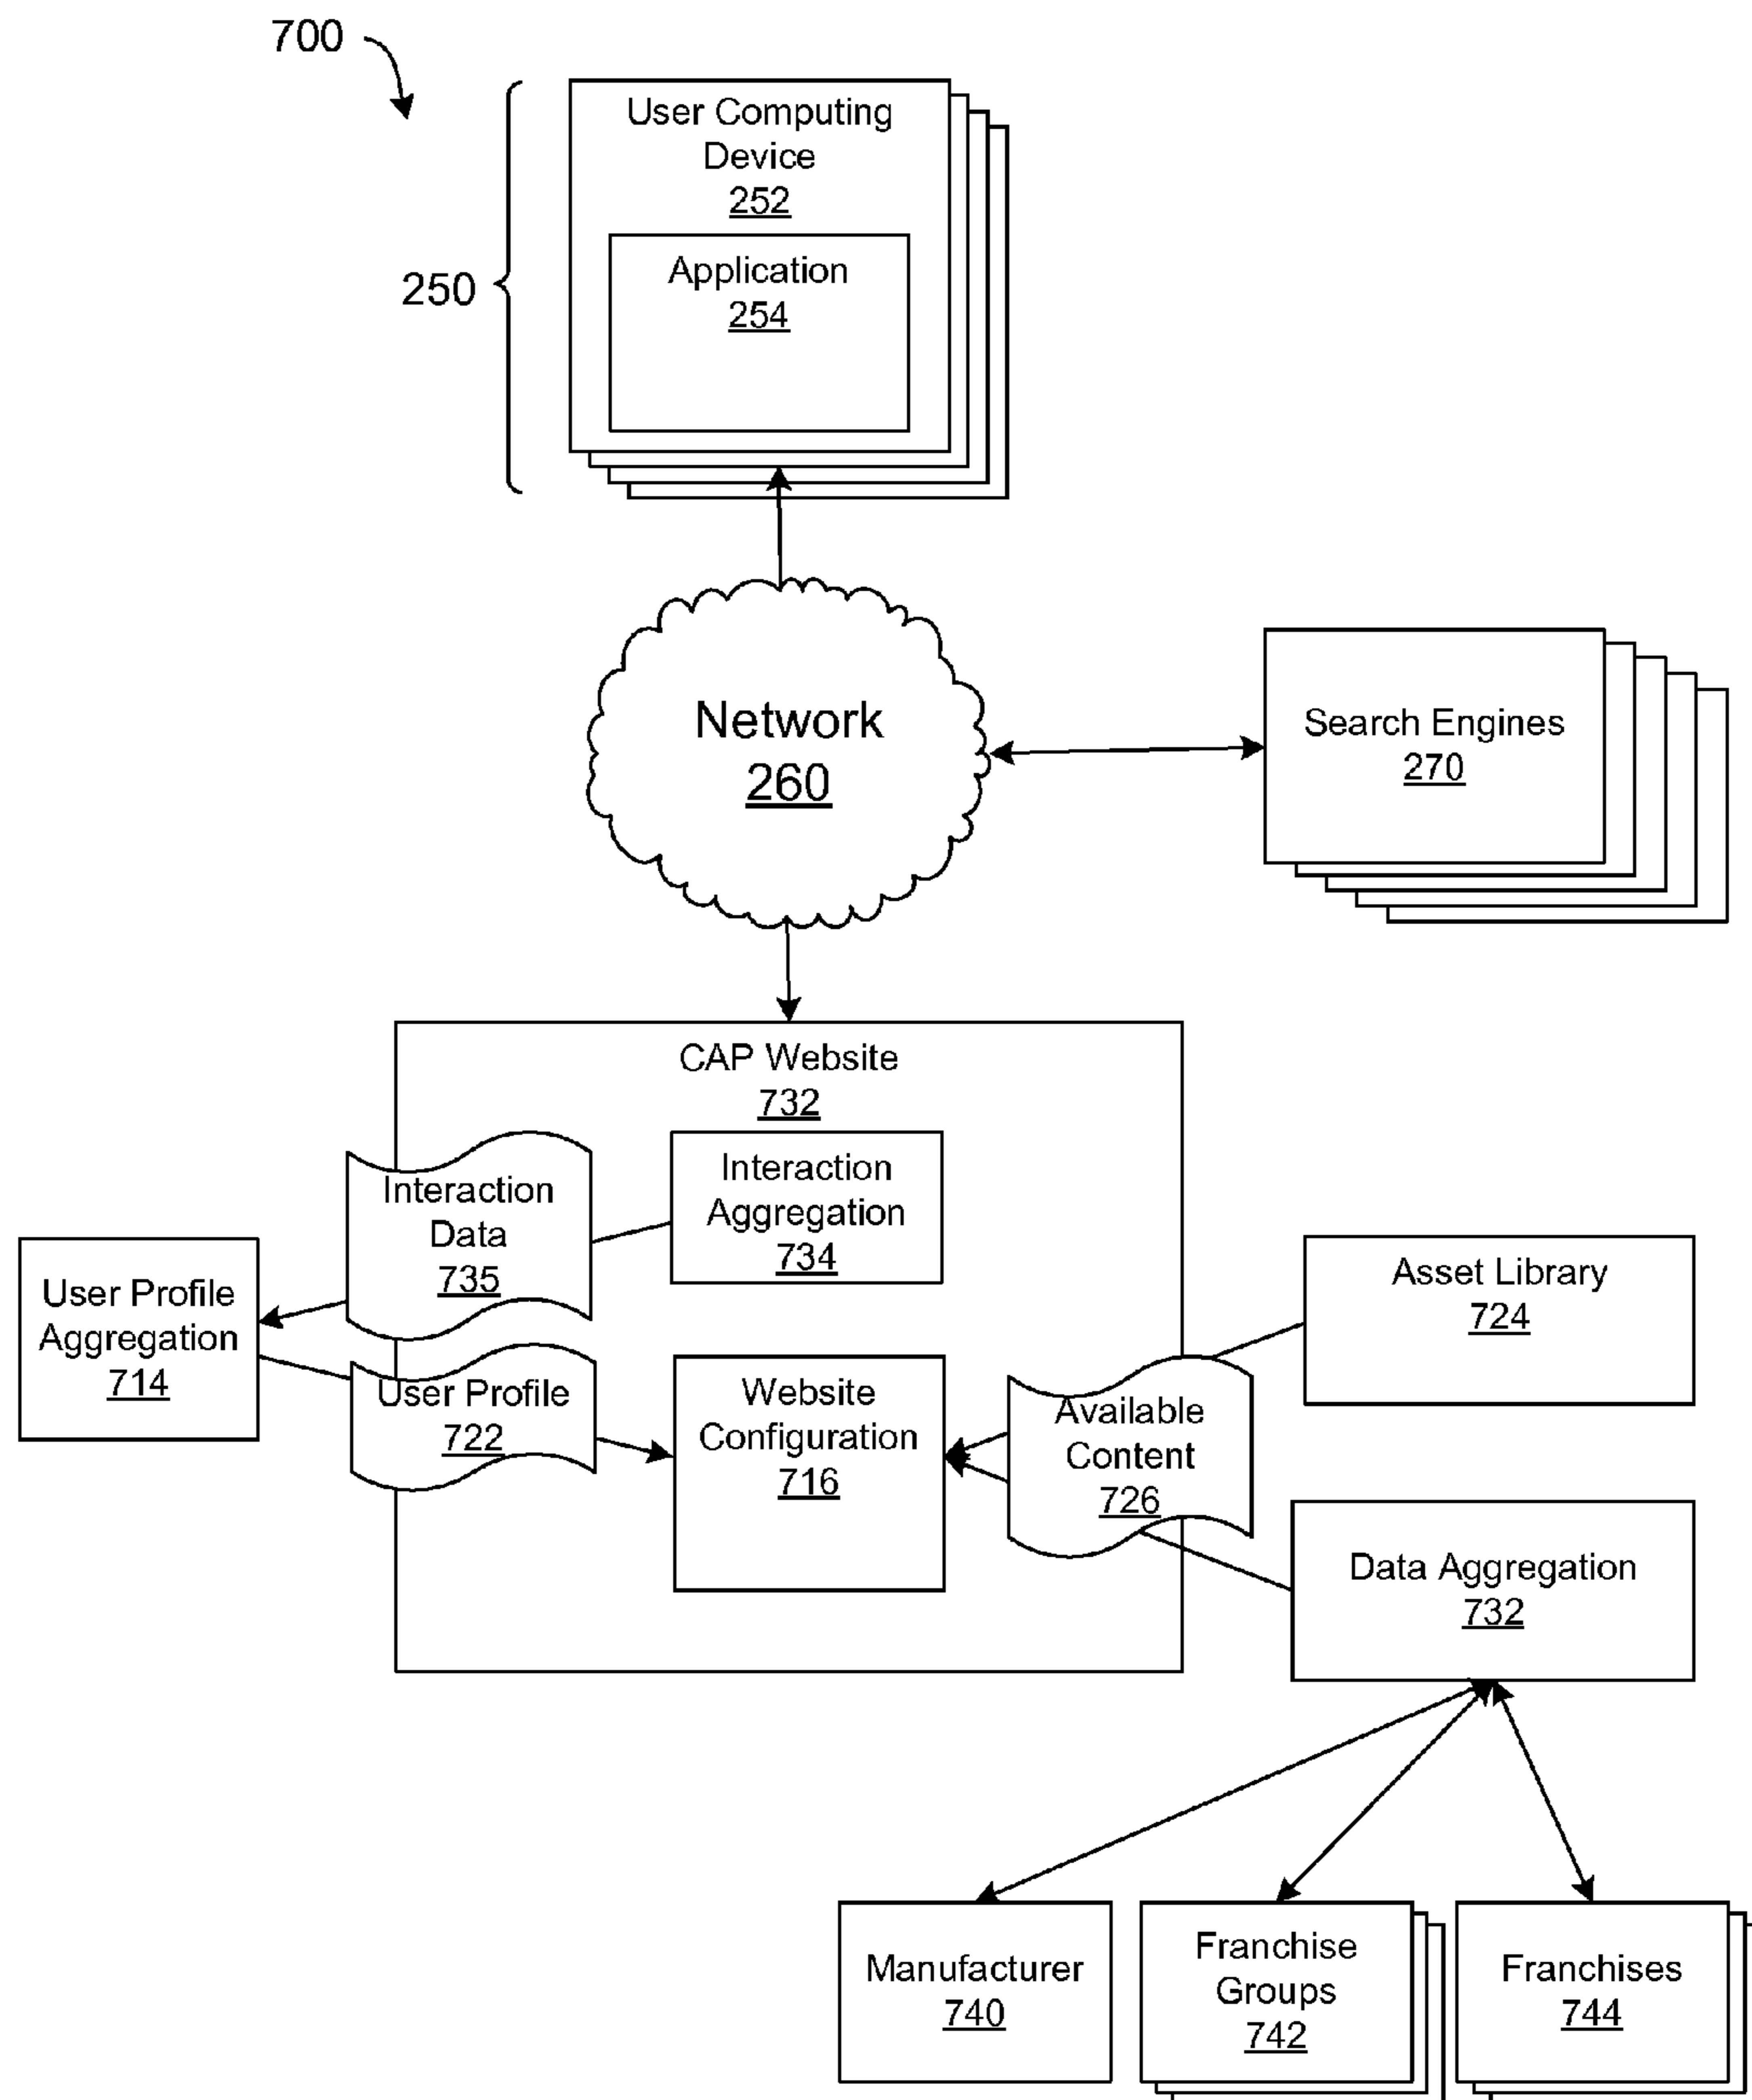 700
User Computing
Device
252
Application
254
250
Network
260
Search Engines
270
CAP Website
732
Interaction
Data
735
Interaction
Aggregation
734
User Profile
Aggregation
714
User Profile
722
Website
Configuration
716
Available
Content
726
Asset Library
724
Data Aggregation
732
Manufacturer
740
Franchise
Groups
742
Franchises
744